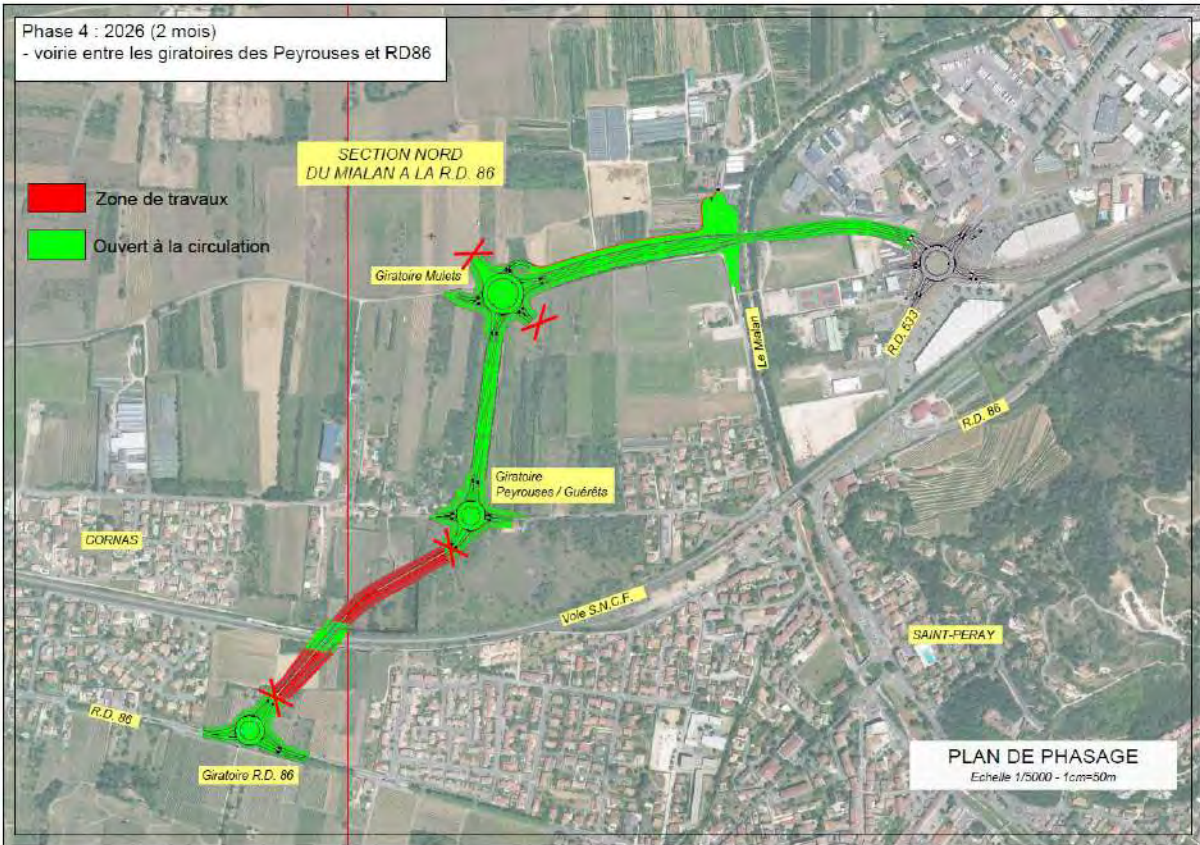 Phase 4 : 2026 (2 mois)
- voirie entre les giratoires des Peyrouses et RD86
SECTION NORD
DU MIALAN A LA R.D. 86
Zone de travaux
Ouvert à la circulation
Giratoire Mulets
Le Mialan
R.D. 533
R.D. 86
Giratoire
Peyrouses / Guérêts
CORNAS
Voie S.N.C.F.
SAINT-PERAY
R.D. 86
Giratoire R.D. 86
PLAN DE PHASAGE
Echelle 1/5000 - 1cm=50m